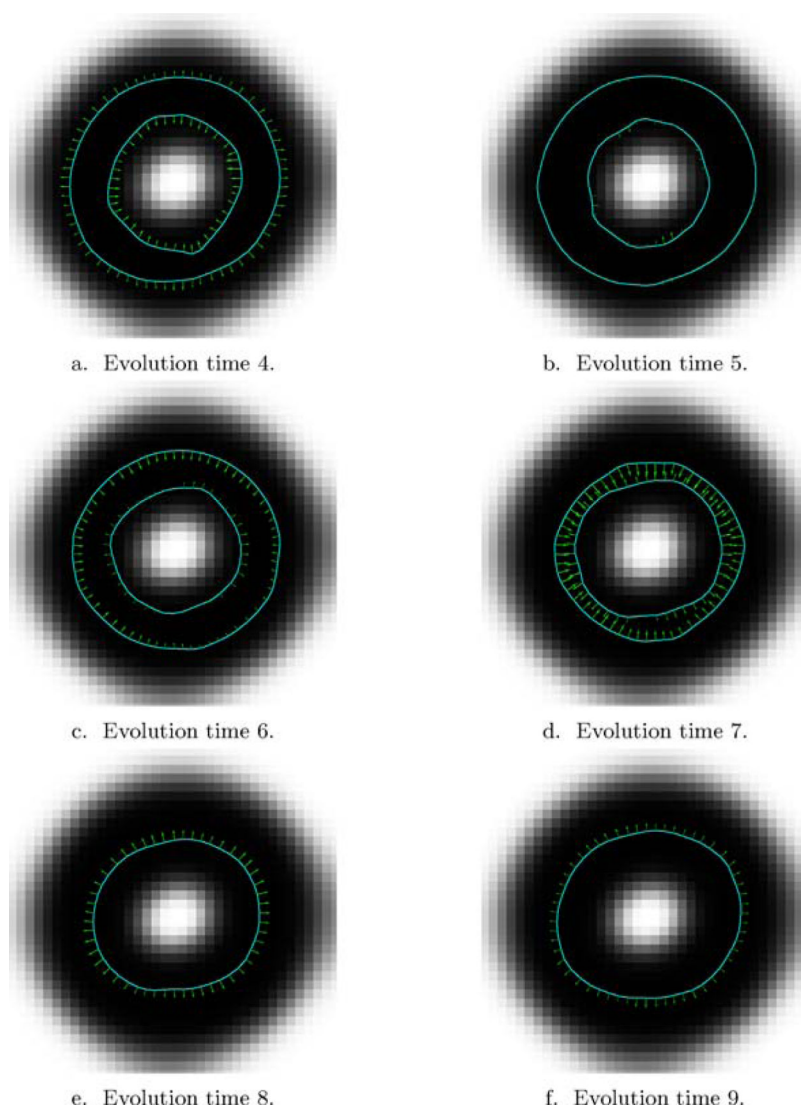 a. Evolution time 4.
b. Evolution time 5.
c. Evolution time 6.
d. Evolution time 7.
e. Evolution time 8.
f. Evolution time 9.